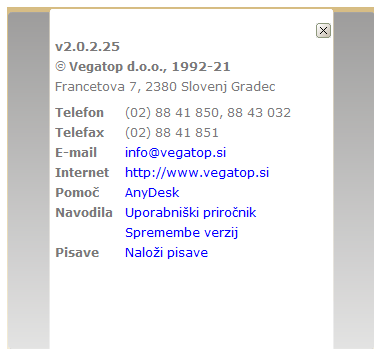 v2.0.2.25
© Vegatop d.o.o., 1992-21
Francetova 7, 2380 Slovenj Gradec
Telefon (02) 88 41 850, 88 43 032
Telefax (02) 88 41 851
E-mail info@vegatop.si
Internet http://www.vegatop.si
Pomoč AnyDesk
Navodila Uporabniški priročnik
Spremembe verzij
Pisave Naloži pisave